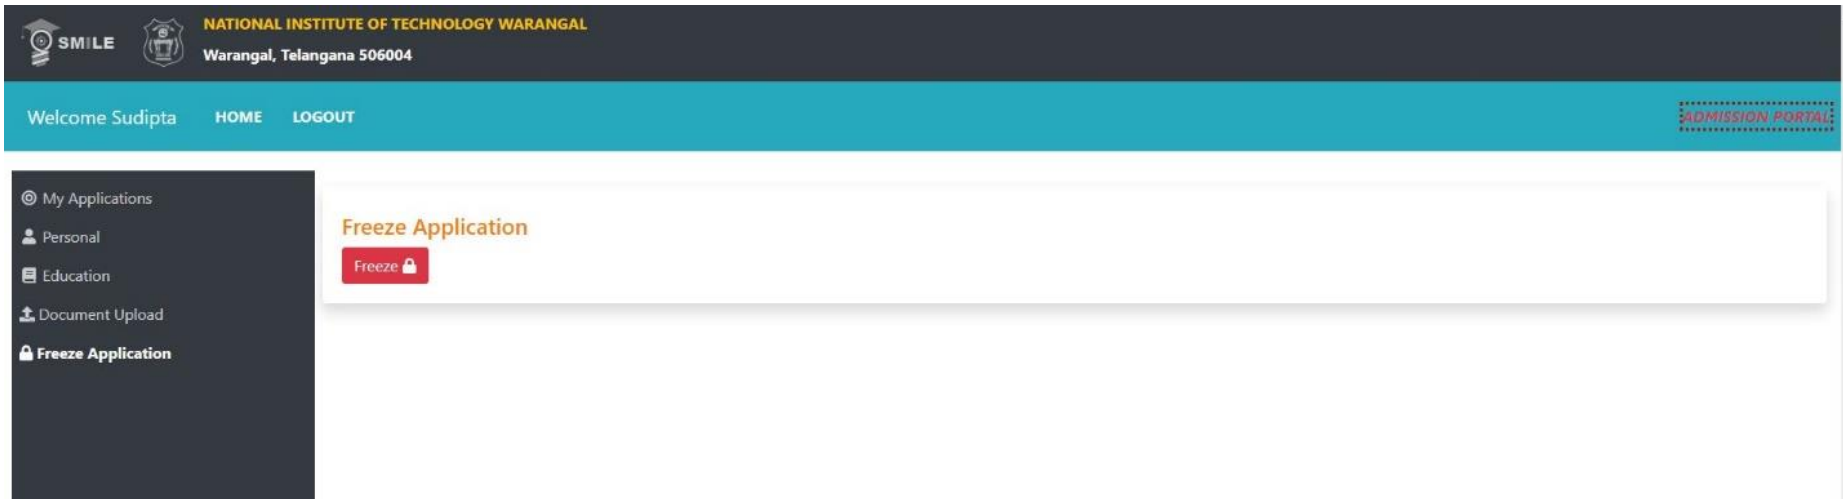 SMILE
NATIONAL INSTITUTE OF TECHNOLOGY WARANGAL
Warangal, Telangana 506004
Welcome Sudipta HOME LOGOUT ADMISSION PORTAL
My Applications
Personal
Education
Document Upload
Freeze Application
Freeze Application
Freeze